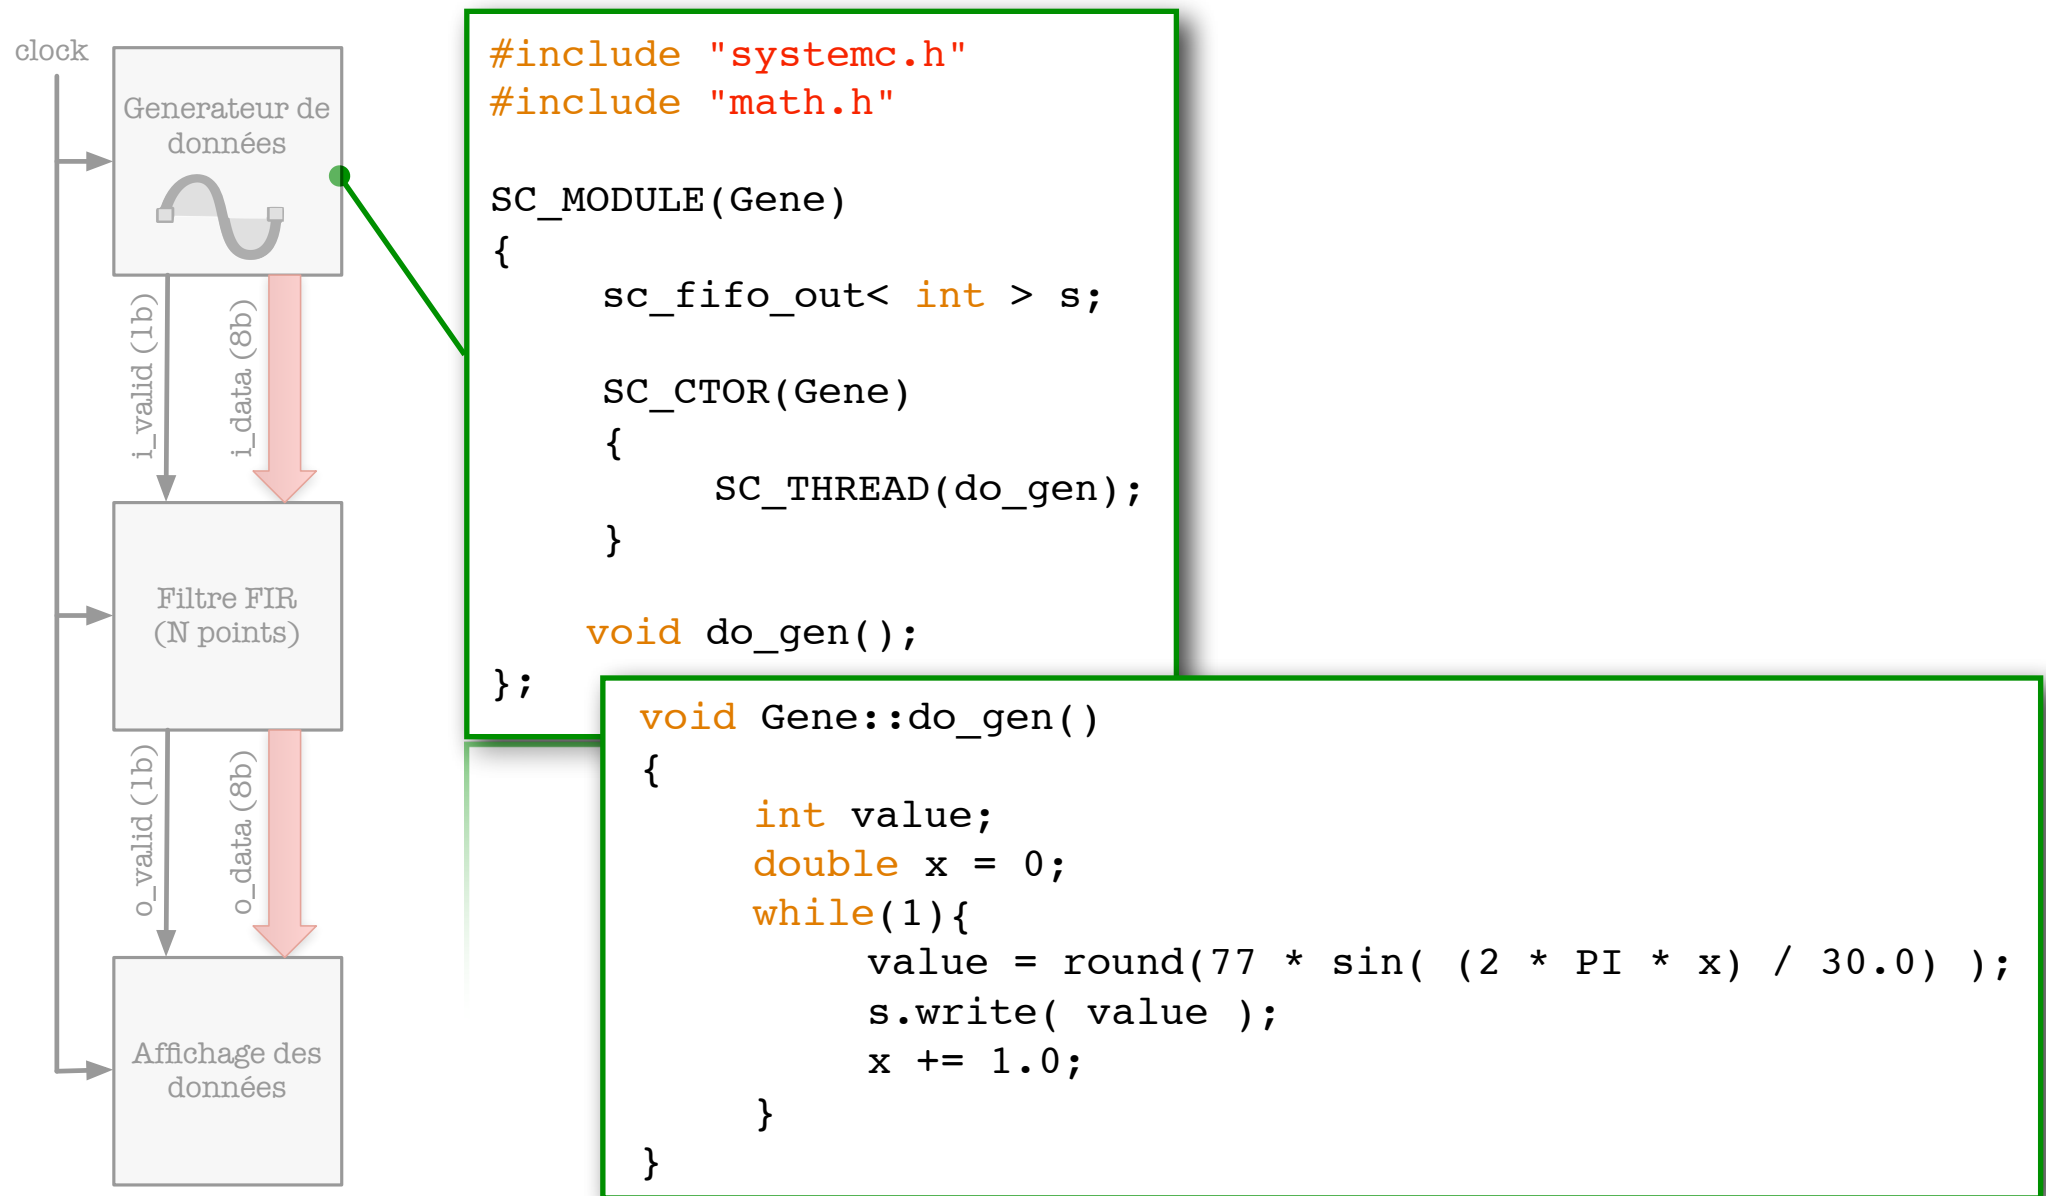 clock
Generateur de
données
i_valid (1b)
i_data (8b)
Filtre FIR
(N points)
o_valid (1b)
o_data (8b)
Affichage des
données
#include "systemc.h"
#include "math.h"
SC_MODULE(Gene)
{
sc_fifo_out< int > s;
SC_CTOR(Gene)
{
SC_THREAD(do_gen);
}
void do_gen();
};
void Gene::do_gen()
{
int value;
double x = 0;
while(1){
value = round(77 * sin( (2 * PI * x) / 30.0) );
s.write( value );
x += 1.0;
}
}